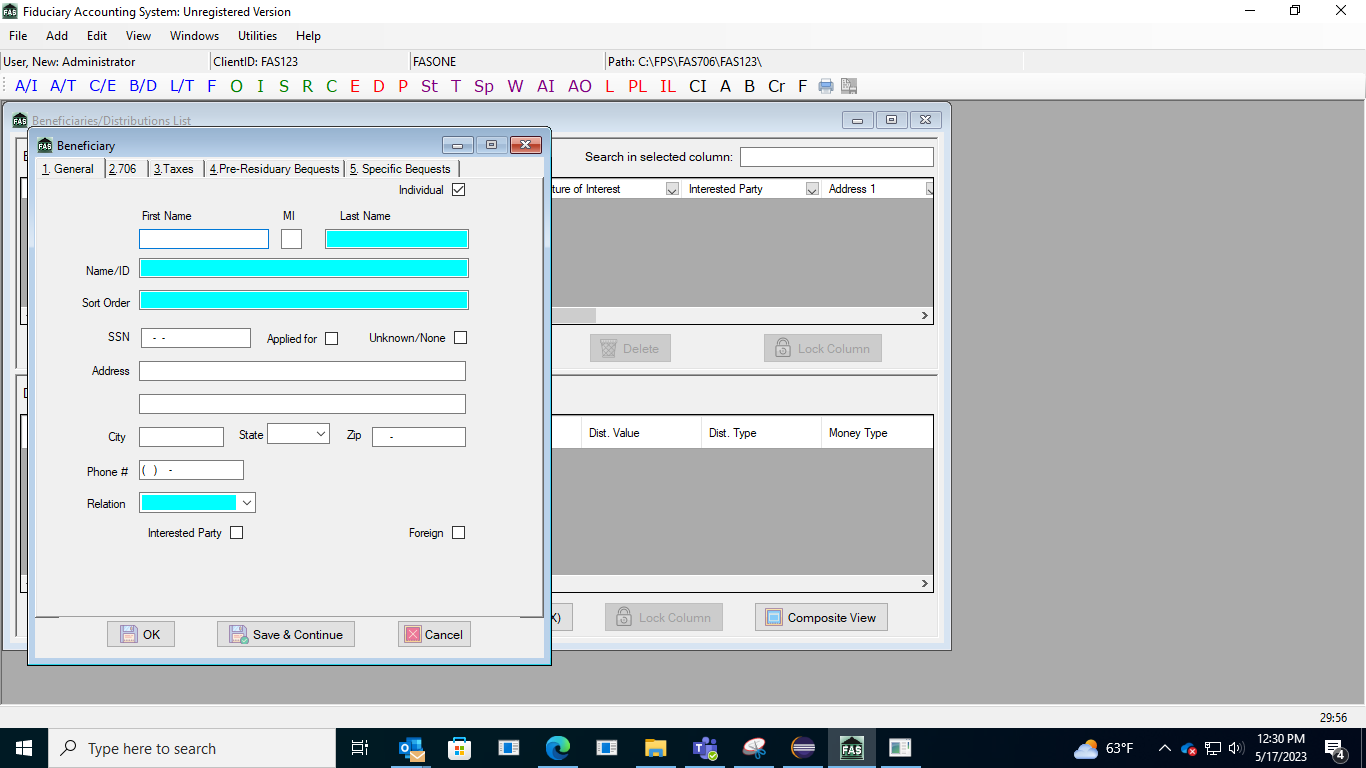 FAS Fiduciary Accounting System: Unregistered Version
File Add Edit View Windows Utilities Help
User, New: Administrator ClientID: FAS123 FASONE Path: C:\FPS\FAS706\FAS123\
A/I A/T C/E B/D L/T F O I S R C E D P St T Sp W AI AO L PL IL CI A B Cr F
FAS Beneficiaries/Distributions List
FAS Beneficiary
1. General 2.706 3.Taxes 4.Pre-Residuary Bequests 5. Specific Bequests
Search in selected column:
Individual
ture of Interest Interested Party Address 1
First Name MI Last Name
Name/ID
Sort Order
SSN - - Applied for Unknown/None
Delete Lock Column
Address
City State Zip -
Dist. Value Dist. Type Money Type
Phone # ( ) -
Relation
Interested Party Foreign
X) Lock Column Composite View
OK Save & Continue Cancel
29:56
Type here to search
FAS
63°F
12:30 PM
5/17/2023
4